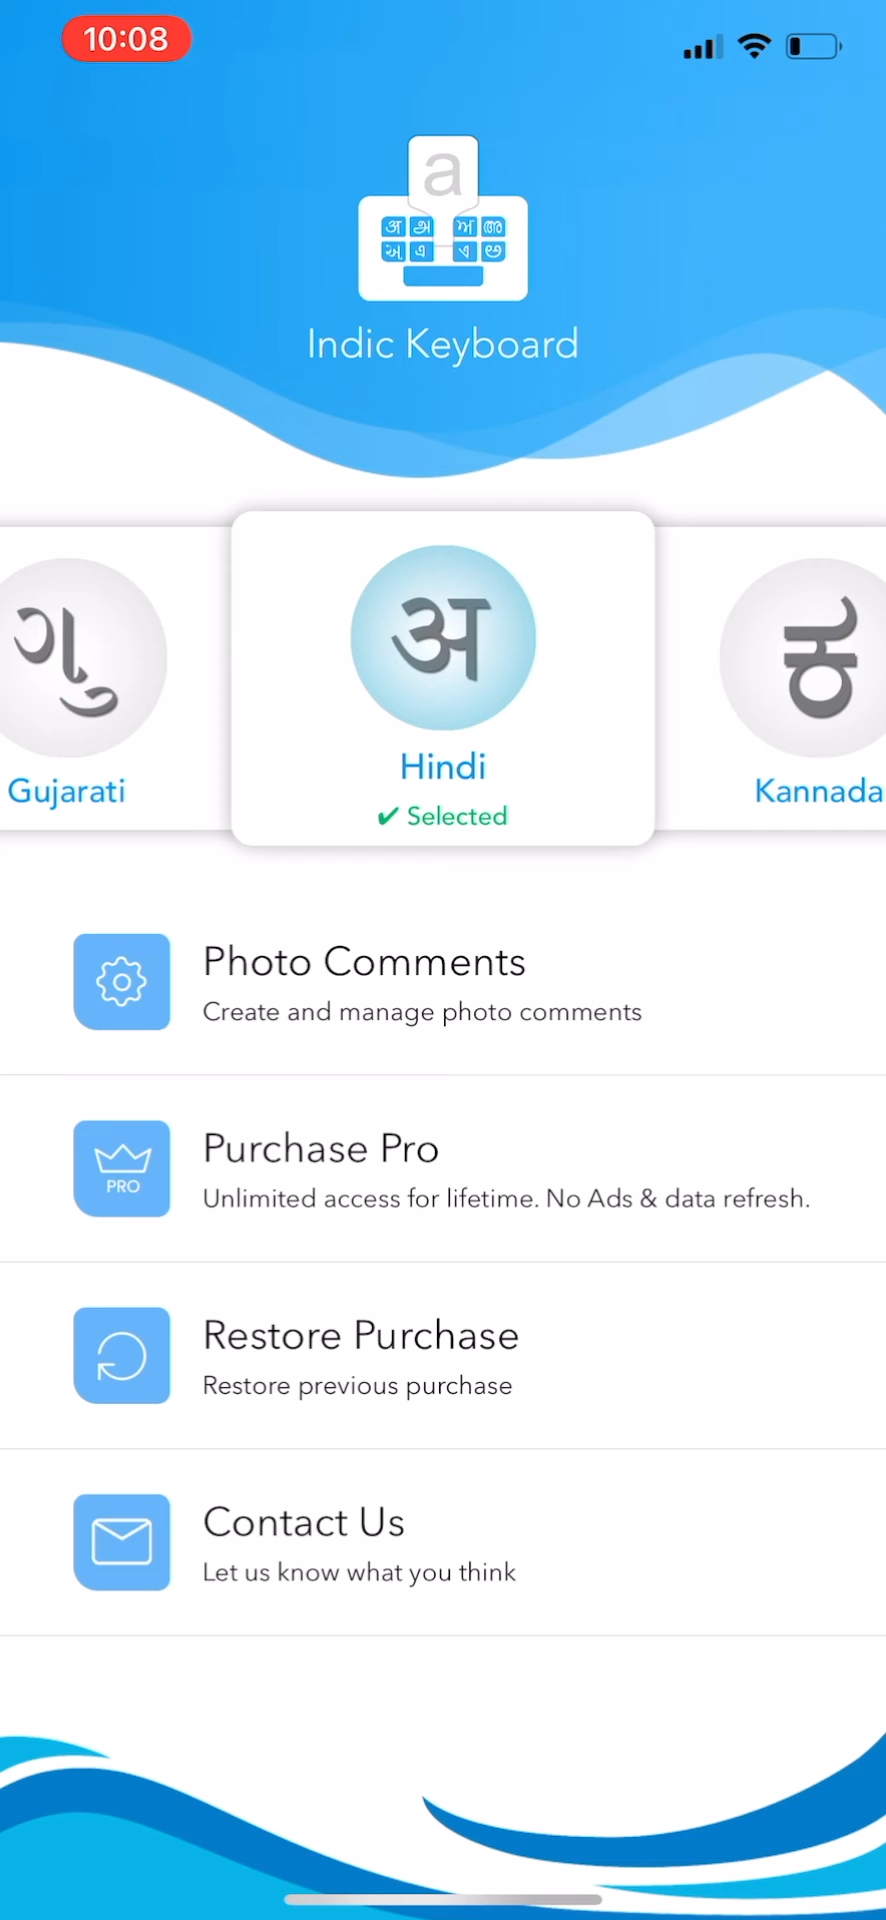 10:08
a
अ அ ਅ അ
અ এ ଏ ಅ
Indic Keyboard
ગુ
Gujarati
अ
Hindi
✔ Selected
ಕ
Kannada
Photo Comments
Create and manage photo comments
PRO
Purchase Pro
Unlimited access for lifetime. No Ads & data refresh.
Restore Purchase
Restore previous purchase
Contact Us
Let us know what you think